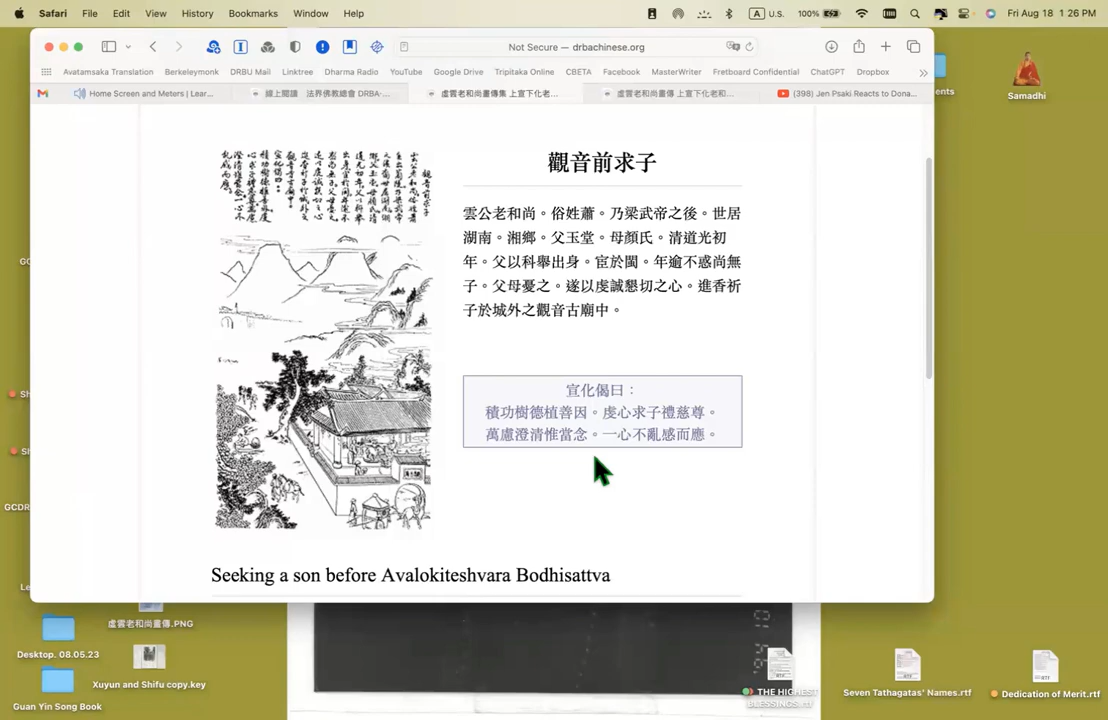 Safari File Edit View History Bookmarks Window Help
A U.S. 100% Fri Aug 18 1:26 PM
Not Secure — drbachinese.org
Avatamsaka Translation Berkeleymonk DRBU Mail Linktree Dharma Radio YouTube Google Drive Tripitaka Online CBETA Facebook MasterWriter Fretboard Confidential ChatGPT Dropbox
Home Screen and Meters | Lear... 線上閱讀 法界佛教總會 DRBA-... 虛雲老和尚畫傳集 上宣下化老... 虛雲老和尚畫傳 上宣下化老和... (398) Jen Psaki Reacts to Dona...
Samadhi
觀音前求子
雲公老和尚。俗姓蕭。乃梁武帝之後。世居
湖南。湘鄉。父玉堂。母顏氏。清道光初
年。父以科舉出身。宦於閩。年逾不惑尚無
子。父母憂之。遂以虔誠懇切之心。進香祈
子於城外之觀音古廟中。
宣化偈曰：
積功樹德植善因。虔心求子禮慈尊。
萬慮澄清惟當念。一心不亂感而應。
Seeking a son before Avalokiteshvara Bodhisattva
虛雲老和尚畫傳.PNG
Desktop. 08.05.23
Xuyun and Shifu copy.key
Guan Yin Song Book
THE HIGHEST
BLESSINGS.rtf
Seven Tathagatas' Names.rtf
Dedication of Merit.rtf